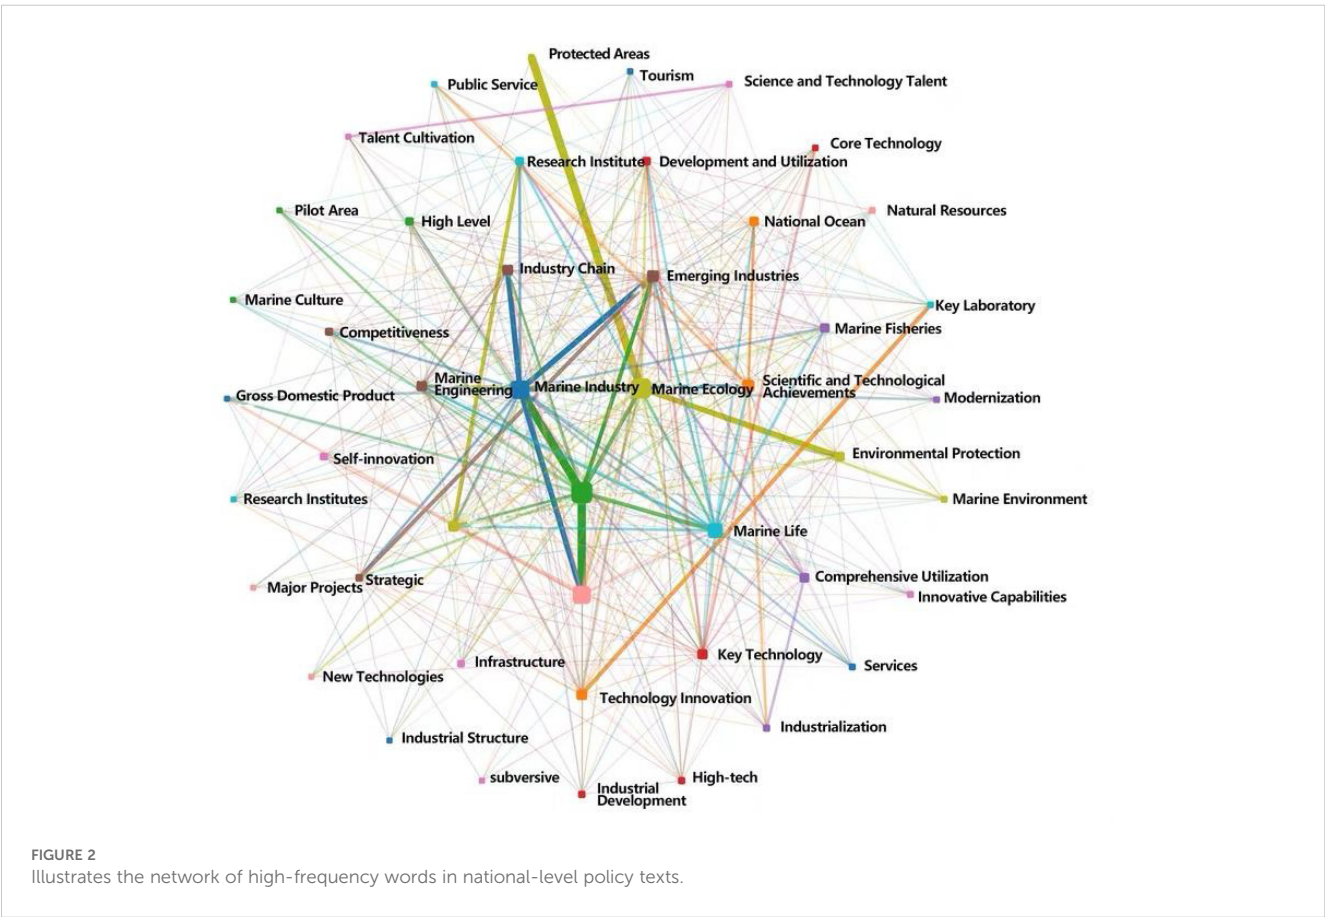 Protected Areas
Tourism
Public Service
Science and Technology Talent
Talent Cultivation
Core Technology
Research Institute
Development and Utilization
Pilot Area
High Level
National Ocean
Natural Resources
Industry Chain
Emerging Industries
Marine Culture
Key Laboratory
Competitiveness
Marine Fisheries
Marine
Engineering
Marine Industry
Marine Ecology
Scientific and Technological
Achievements
Gross Domestic Product
Modernization
Self-innovation
Environmental Protection
Research Institutes
Marine Environment
Marine Life
Major Projects
Strategic
Comprehensive Utilization
Innovative Capabilities
Infrastructure
Key Technology
Services
New Technologies
Technology Innovation
Industrialization
Industrial Structure
subversive
High-tech
Industrial
Development
FIGURE 2
Illustrates the network of high-frequency words in national-level policy texts.